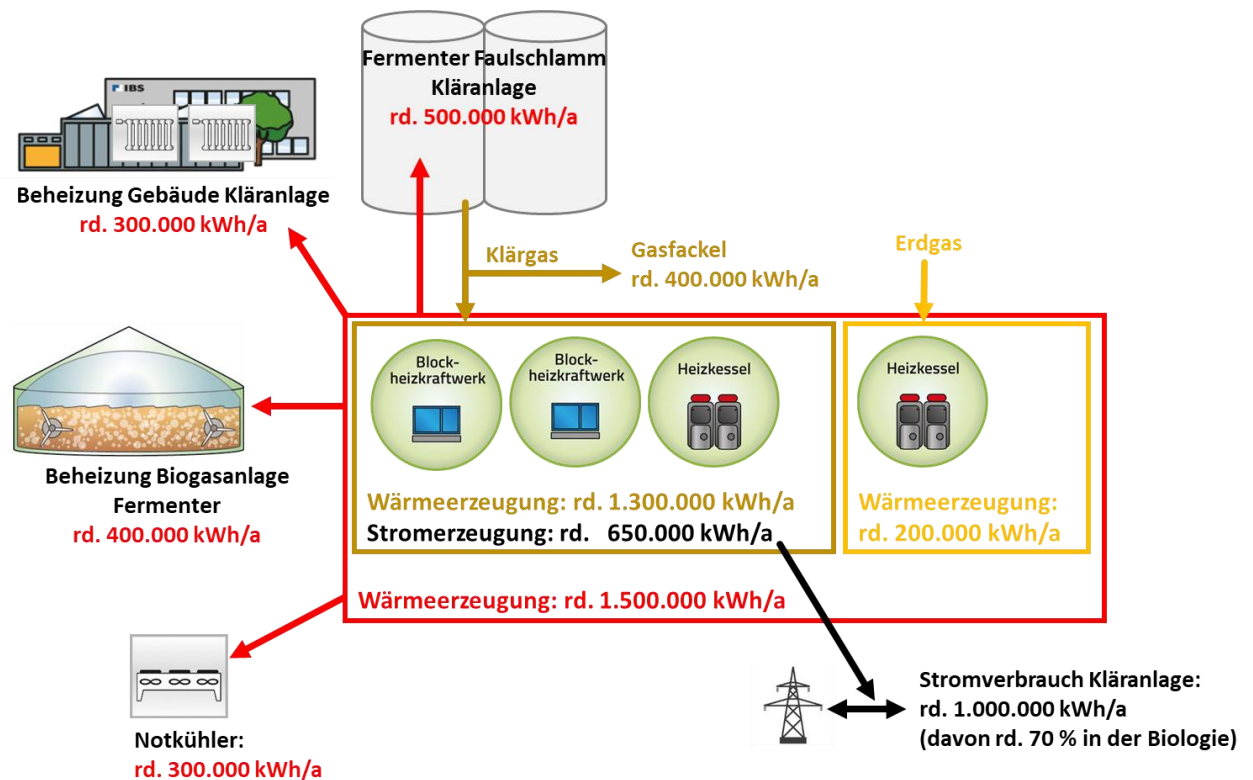 IBS
Fermenter Faulschlamm
Kläranlage
rd. 500.000 kWh/a
Beheizung Gebäude Kläranlage
rd. 300.000 kWh/a
Klärgas
Gasfackel
rd. 400.000 kWh/a
Erdgas
Beheizung Biogasanlage
Fermenter
rd. 400.000 kWh/a
Block-
heizkraftwerk
Block-
heizkraftwerk
Heizkessel
Heizkessel
Wärmeerzeugung: rd. 1.300.000 kWh/a
Stromerzeugung: rd. 650.000 kWh/a
Wärmeerzeugung:
rd. 200.000 kWh/a
Wärmeerzeugung: rd. 1.500.000 kWh/a
Notkühler:
rd. 300.000 kWh/a
Stromverbrauch Kläranlage:
rd. 1.000.000 kWh/a
(davon rd. 70 % in der Biologie)